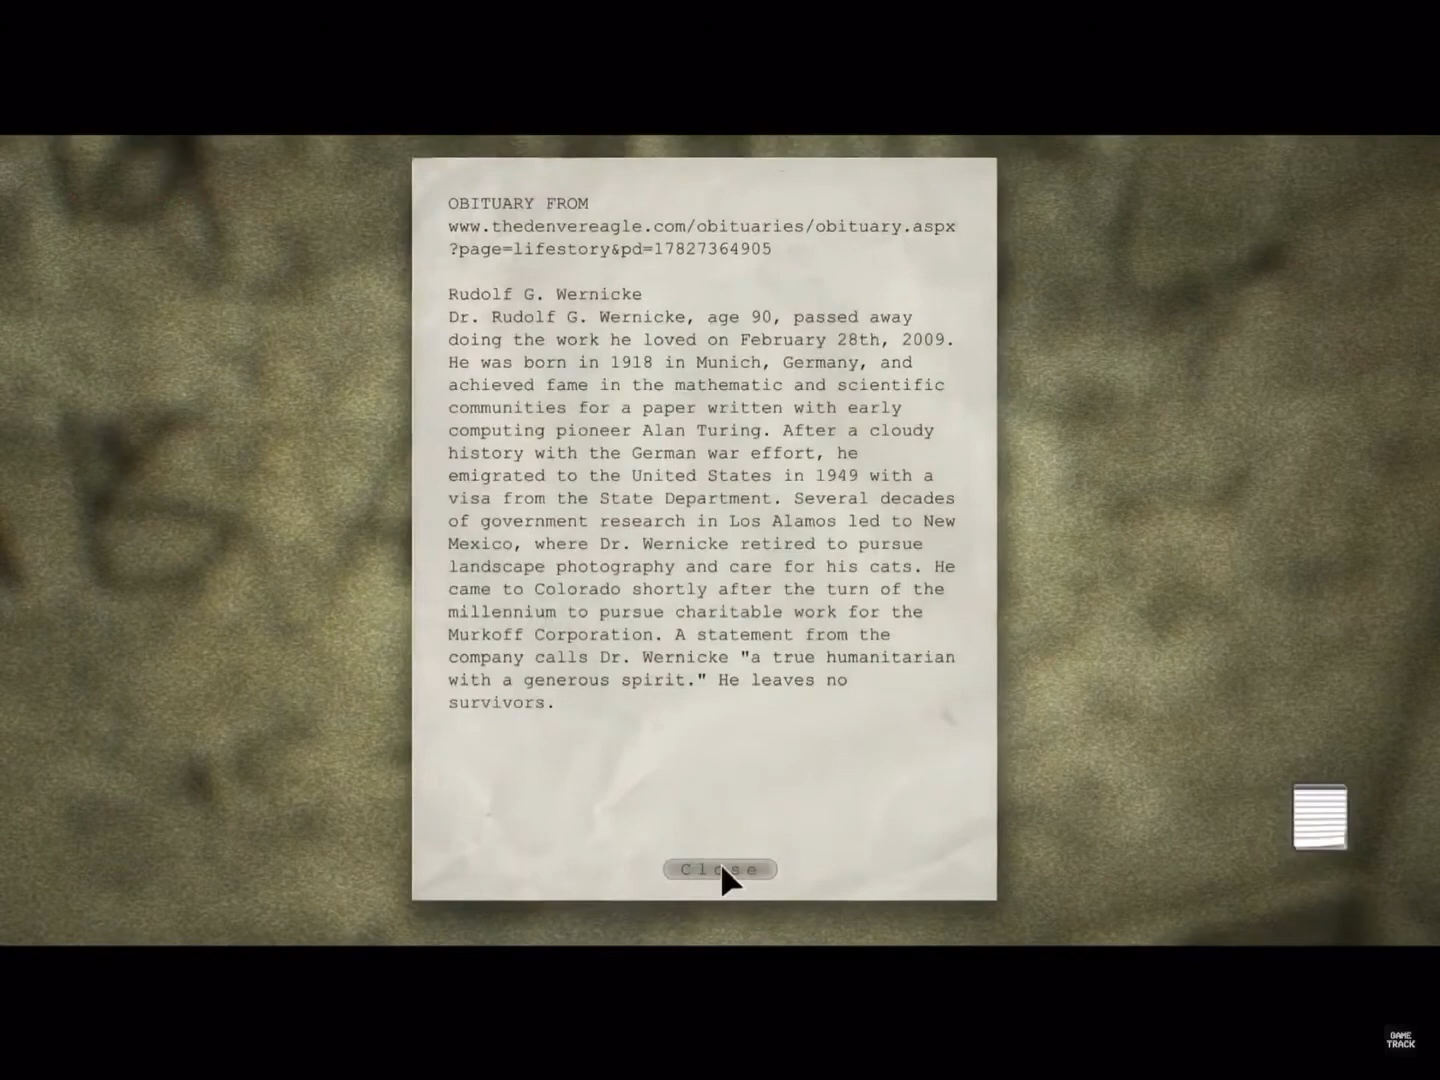 OBITUARY FROM
www.thedenvereagle.com/obituaries/obituary.aspx
?page=lifestory&pd=17827364905
Rudolf G. Wernicke
Dr. Rudolf G. Wernicke, age 90, passed away
doing the work he loved on February 28th, 2009.
He was born in 1918 in Munich, Germany, and
achieved fame in the mathematic and scientific
communities for a paper written with early
computing pioneer Alan Turing. After a cloudy
history with the German war effort, he
emigrated to the United States in 1949 with a
visa from the State Department. Several decades
of government research in Los Alamos led to New
Mexico, where Dr. Wernicke retired to pursue
landscape photography and care for his cats. He
came to Colorado shortly after the turn of the
millennium to pursue charitable work for the
Murkoff Corporation. A statement from the
company calls Dr. Wernicke "a true humanitarian
with a generous spirit." He leaves no
survivors.
Close
GAME
TRACK